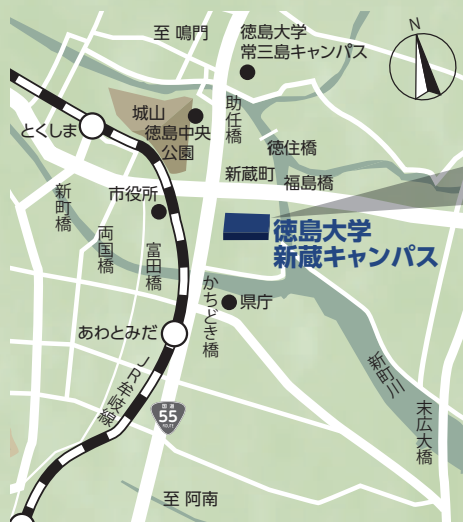 至 鳴門
徳島大学
常三島キャンパス
N
城山
徳島中央
公園
とくしま
助任橋
徳住橋
新蔵町
福島橋
新町橋
市役所
両国橋
富田橋
徳島大学
新蔵キャンパス
かちどき橋
県庁
あわとみだ
JR牟岐線
国道
55
ROUTE
新町川
末広大橋
至 阿南